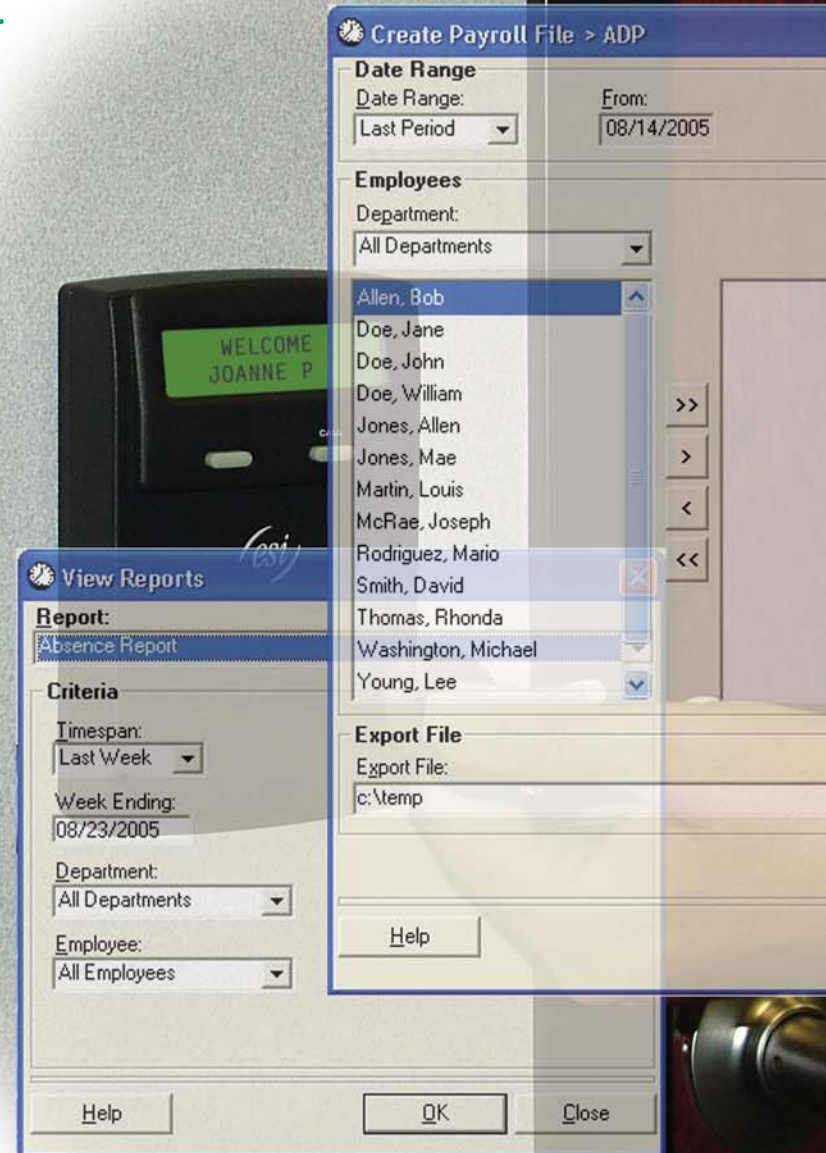 Create Payroll File > ADP
Date Range
Date Range:
From:
Last Period
08/14/2005
Employees
Department:
All Departments
Allen, Bob
Doe, Jane
Doe, John
Doe, William
Jones, Allen
Jones, Mae
Martin, Louis
McRae, Joseph
Rodriguez, Mario
Smith, David
Thomas, Rhonda
Washington, Michael
Young, Lee
>>
>
<
<<
Export File
Export File:
c:\temp
Help
WELCOME
JOANNE P
esi
View Reports
Report:
Absence Report
Criteria
Timespan:
Last Week
Week Ending:
08/23/2005
Department:
All Departments
Employee:
All Employees
Help
OK
Close